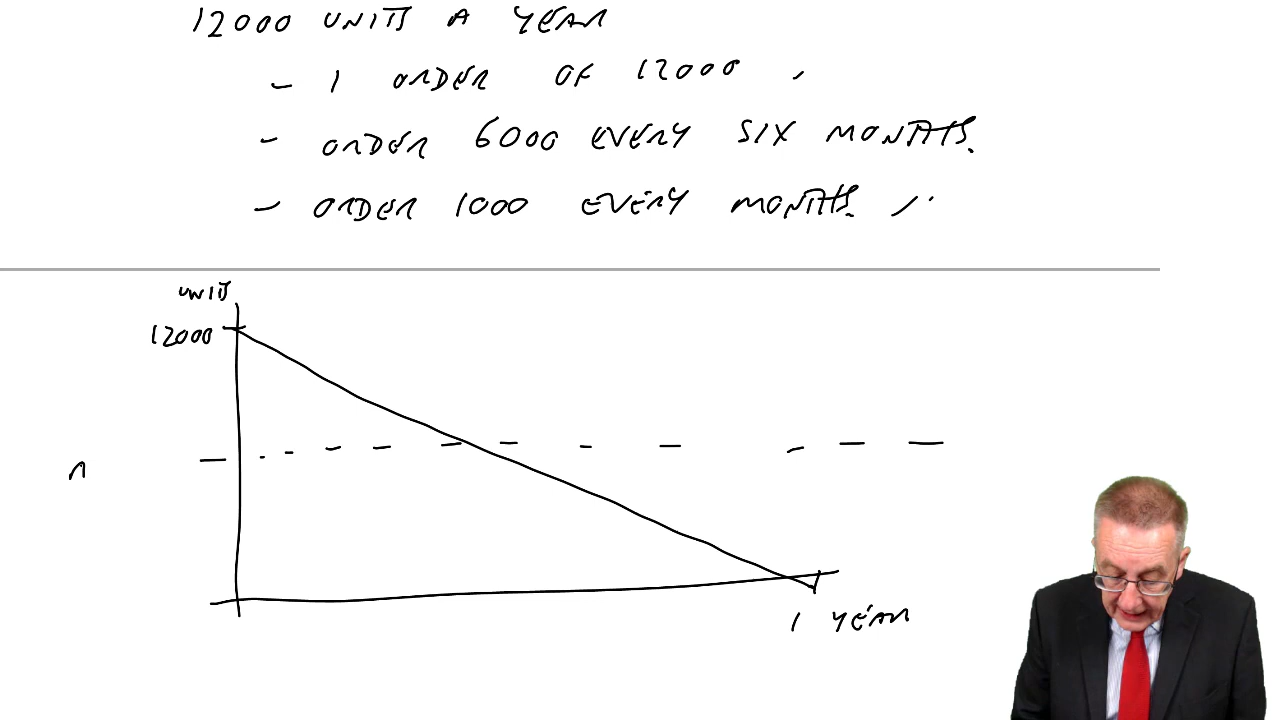 12000 UNITS A YEAR
- 1 ORDER OF 12000
- ORDER 6000 EVERY SIX MONTHS.
- ORDER 1000 EVERY MONTHS.
UNITS
12000
1 YEAR